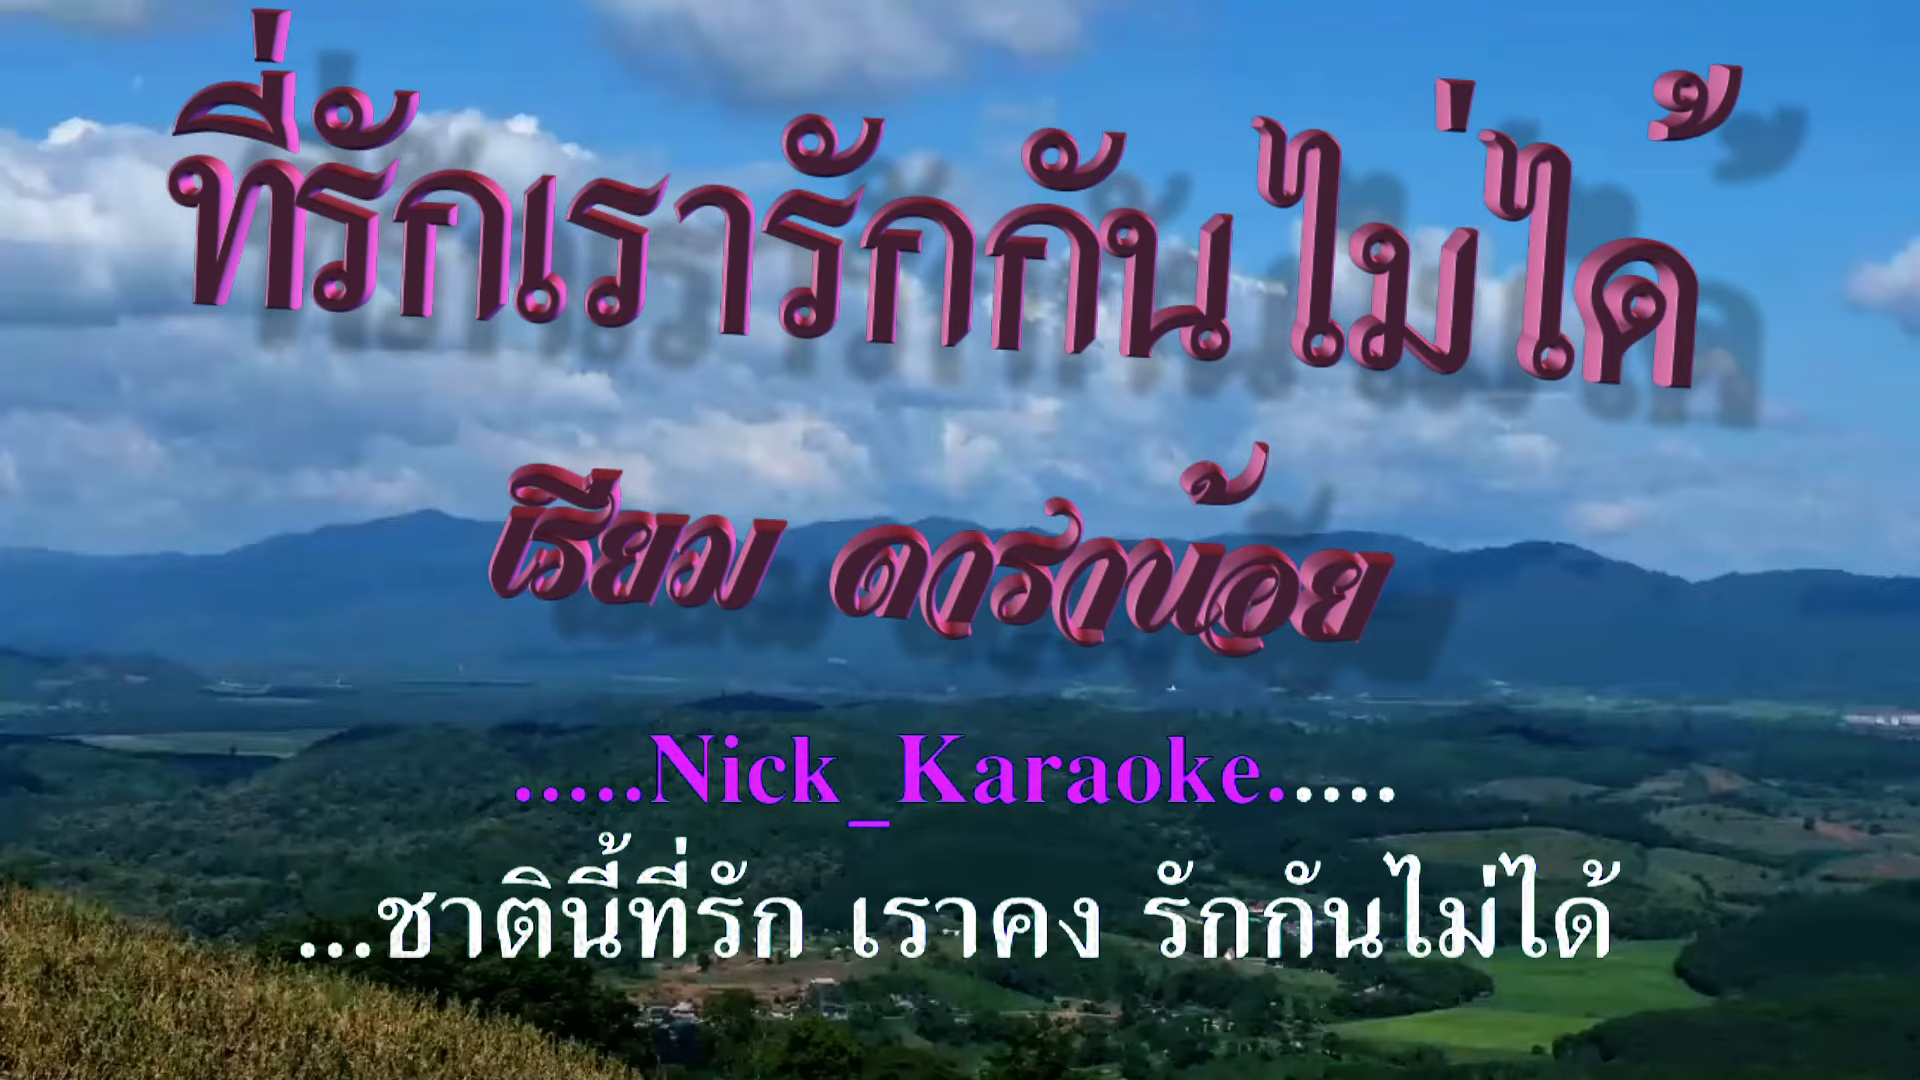 ที่รักเรารักกันไม่ได้
เรียม ดาราน้อย
.....Nick_Karaoke.....
...ชาตินี้ที่รัก เราคง รักกันไม่ได้